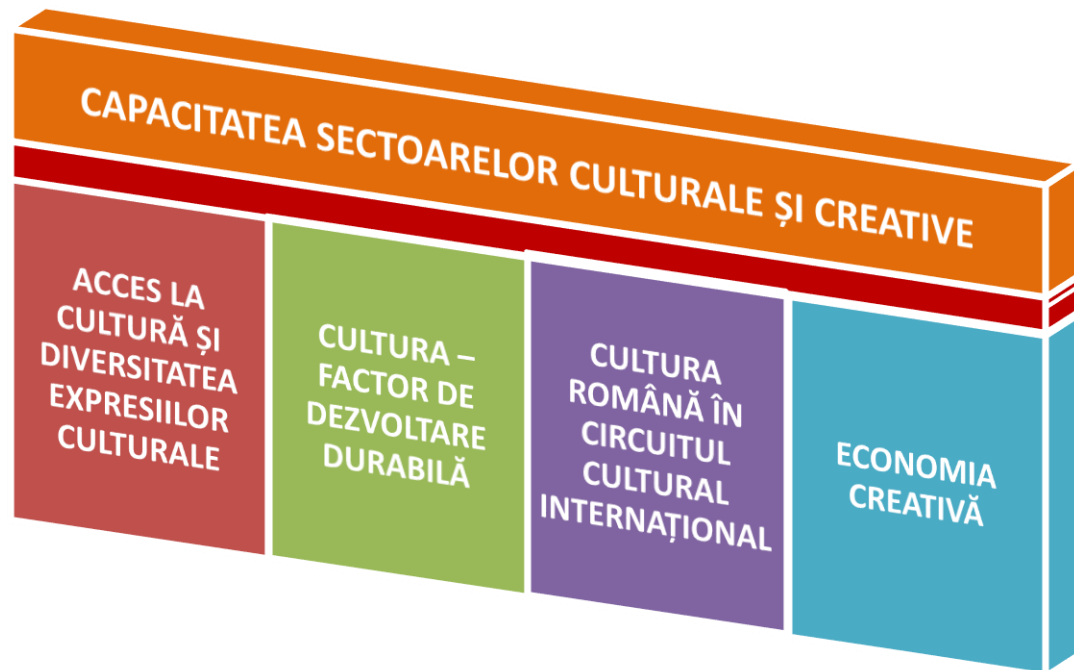 CAPACITATEA SECTOARELOR CULTURALE ȘI CREATIVE
ACCES LA
CULTURĂ ȘI
DIVERSITATEA
EXPRESIILOR
CULTURALE
CULTURA –
FACTOR DE
DEZVOLTARE
DURABILĂ
CULTURA
ROMÂNĂ ÎN
CIRCUITUL
CULTURAL
INTERNAȚIONAL
ECONOMIA
CREATIVĂ